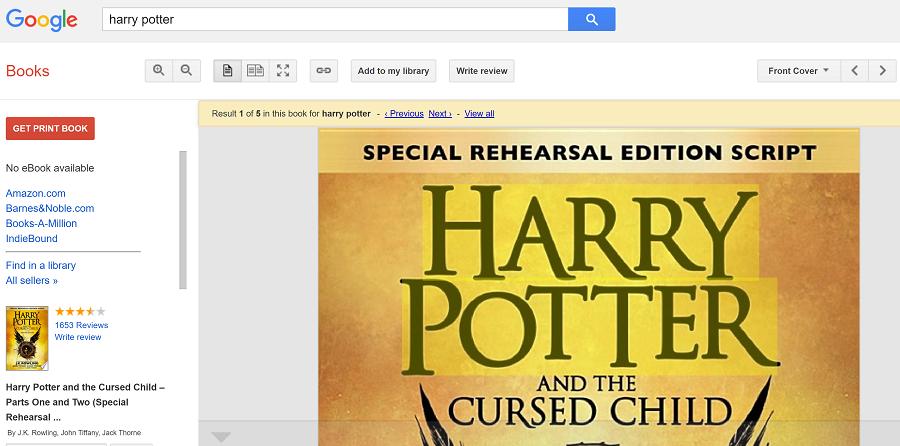 Google
harry potter
Books
Add to my library
Write review
Front Cover
GET PRINT BOOK
Result 1 of 5 in this book for harry potter - ‹ Previous Next › - View all
No eBook available
Amazon.com
Barnes&Noble.com
Books-A-Million
IndieBound
Find in a library
All sellers »
1653 Reviews
Write review
Harry Potter and the Cursed Child –
Parts One and Two (Special
Rehearsal ...
By J.K. Rowling, John Tiffany, Jack Thorne
SPECIAL REHEARSAL EDITION SCRIPT
HARRY
POTTER
AND THE
CURSED CHILD
HARRY
POTTER